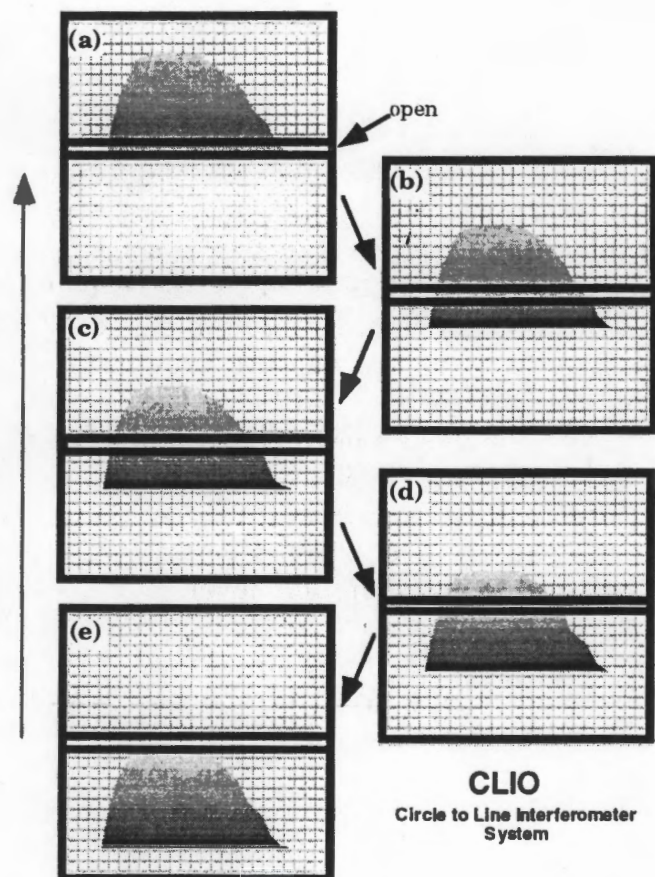 (a)
open
(b)
(c)
(d)
(e)
CLIO
Circle to Line Interferometer
System